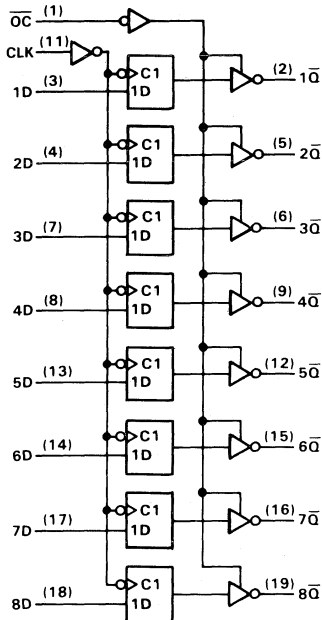 O̅C̅ (1)
CLK (11)
C1 (2) 1Q̅
1D (3) 1D
C1 (5) 2Q̅
2D (4) 1D
C1 (6) 3Q̅
3D (7) 1D
C1 (9) 4Q̅
4D (8) 1D
C1 (12) 5Q̅
5D (13) 1D
C1 (15) 6Q̅
6D (14) 1D
C1 (16) 7Q̅
7D (17) 1D
C1 (19) 8Q̅
8D (18) 1D